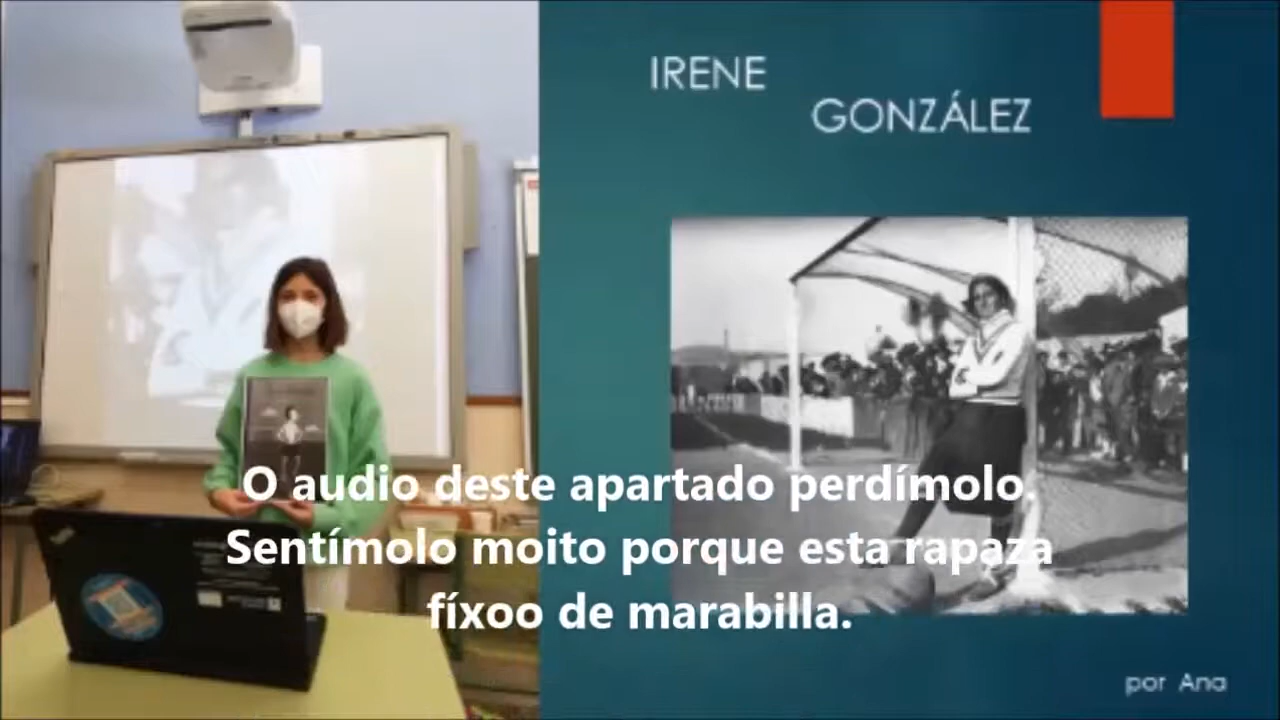 IRENE
GONZÁLEZ
O audio deste apartado perdímolo.
Sentímolo moito porque esta rapaza
fíxoo de marabilla.
por Ana